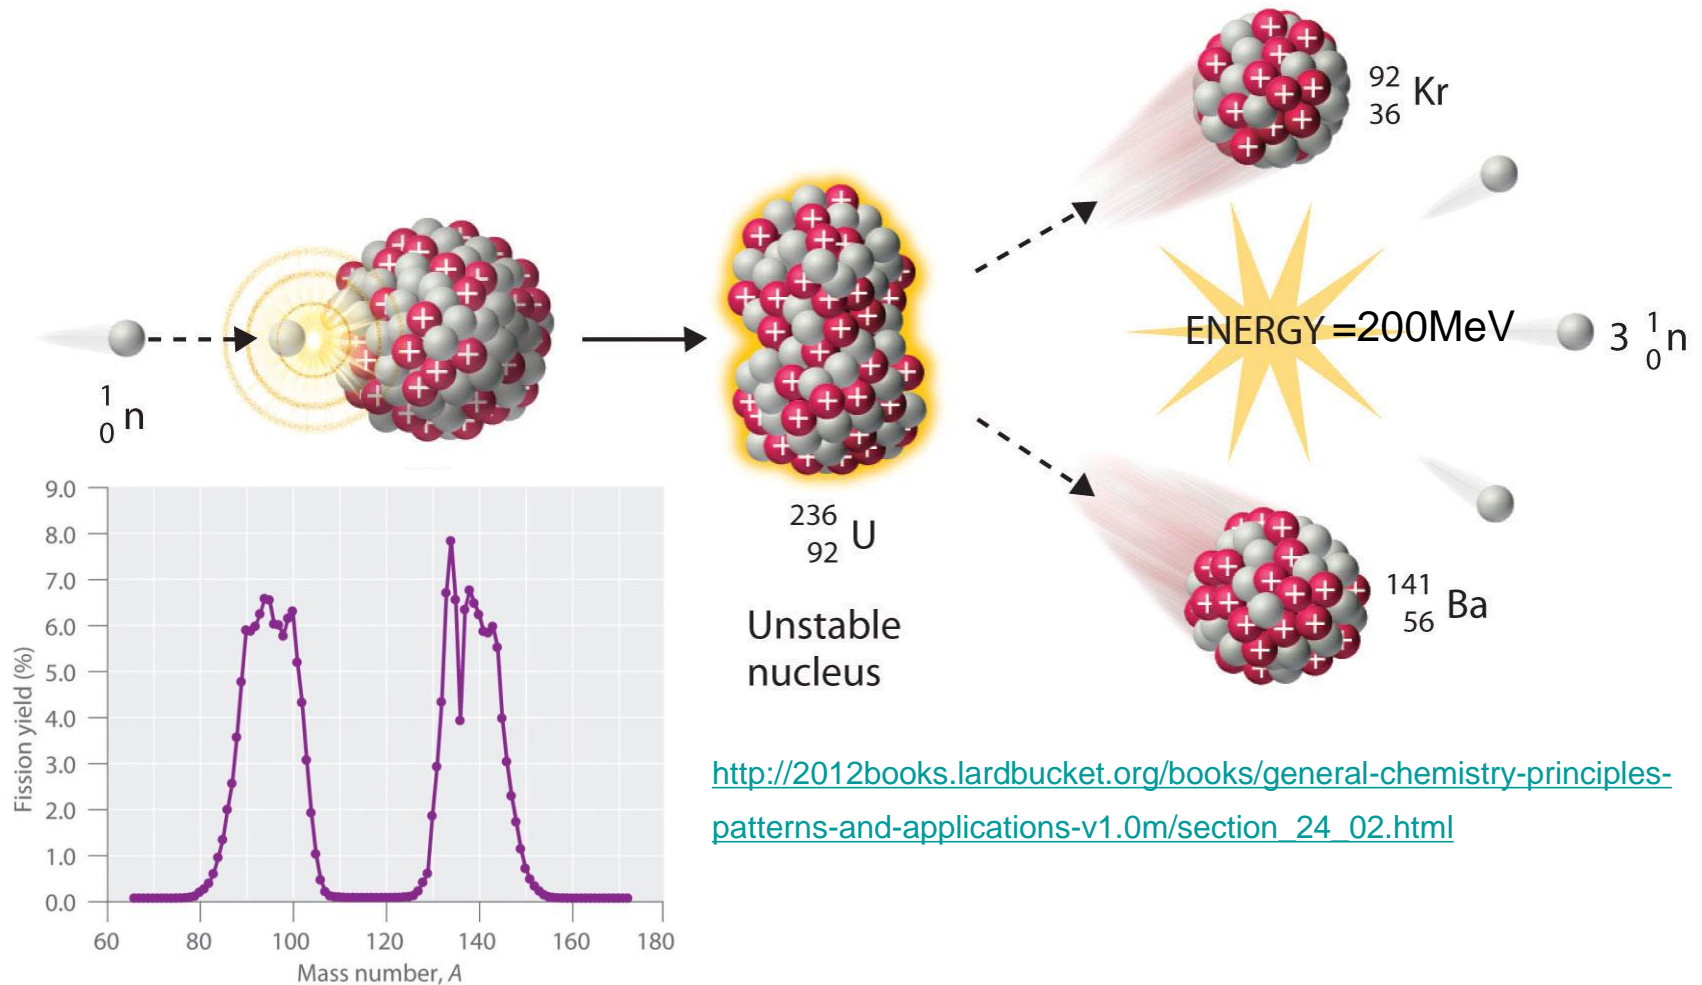 92
36 Kr
ENERGY =200MeV
3 1
0 n
1
0 n
236
92 U
Unstable
nucleus
141
56 Ba
9.0
8.0
7.0
6.0
5.0
4.0
3.0
2.0
1.0
0.0
Fission yield (%)
60 80 100 120 140 160 180
Mass number, A
http://2012books.lardbucket.org/books/general-chemistry-principles-
patterns-and-applications-v1.0m/section_24_02.html